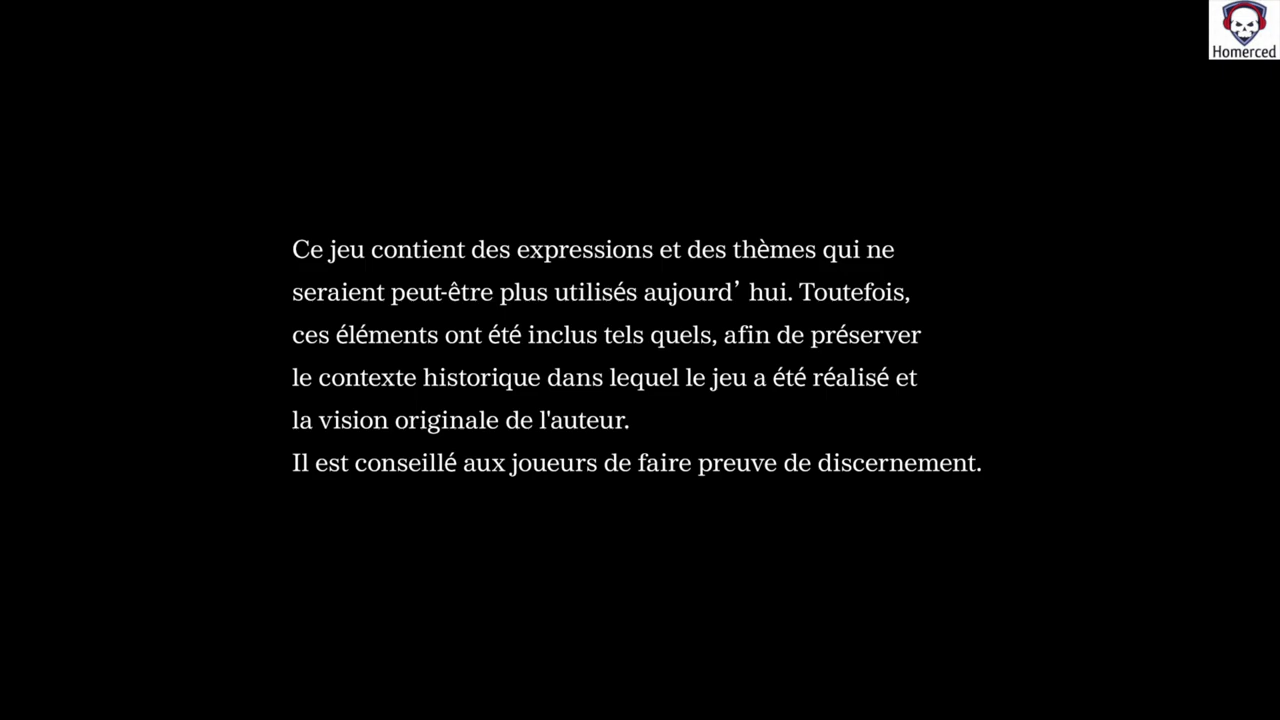 Homerced
Ce jeu contient des expressions et des thèmes qui ne
seraient peut-être plus utilisés aujourd’ hui. Toutefois,
ces éléments ont été inclus tels quels, afin de préserver
le contexte historique dans lequel le jeu a été réalisé et
la vision originale de l'auteur.
Il est conseillé aux joueurs de faire preuve de discernement.